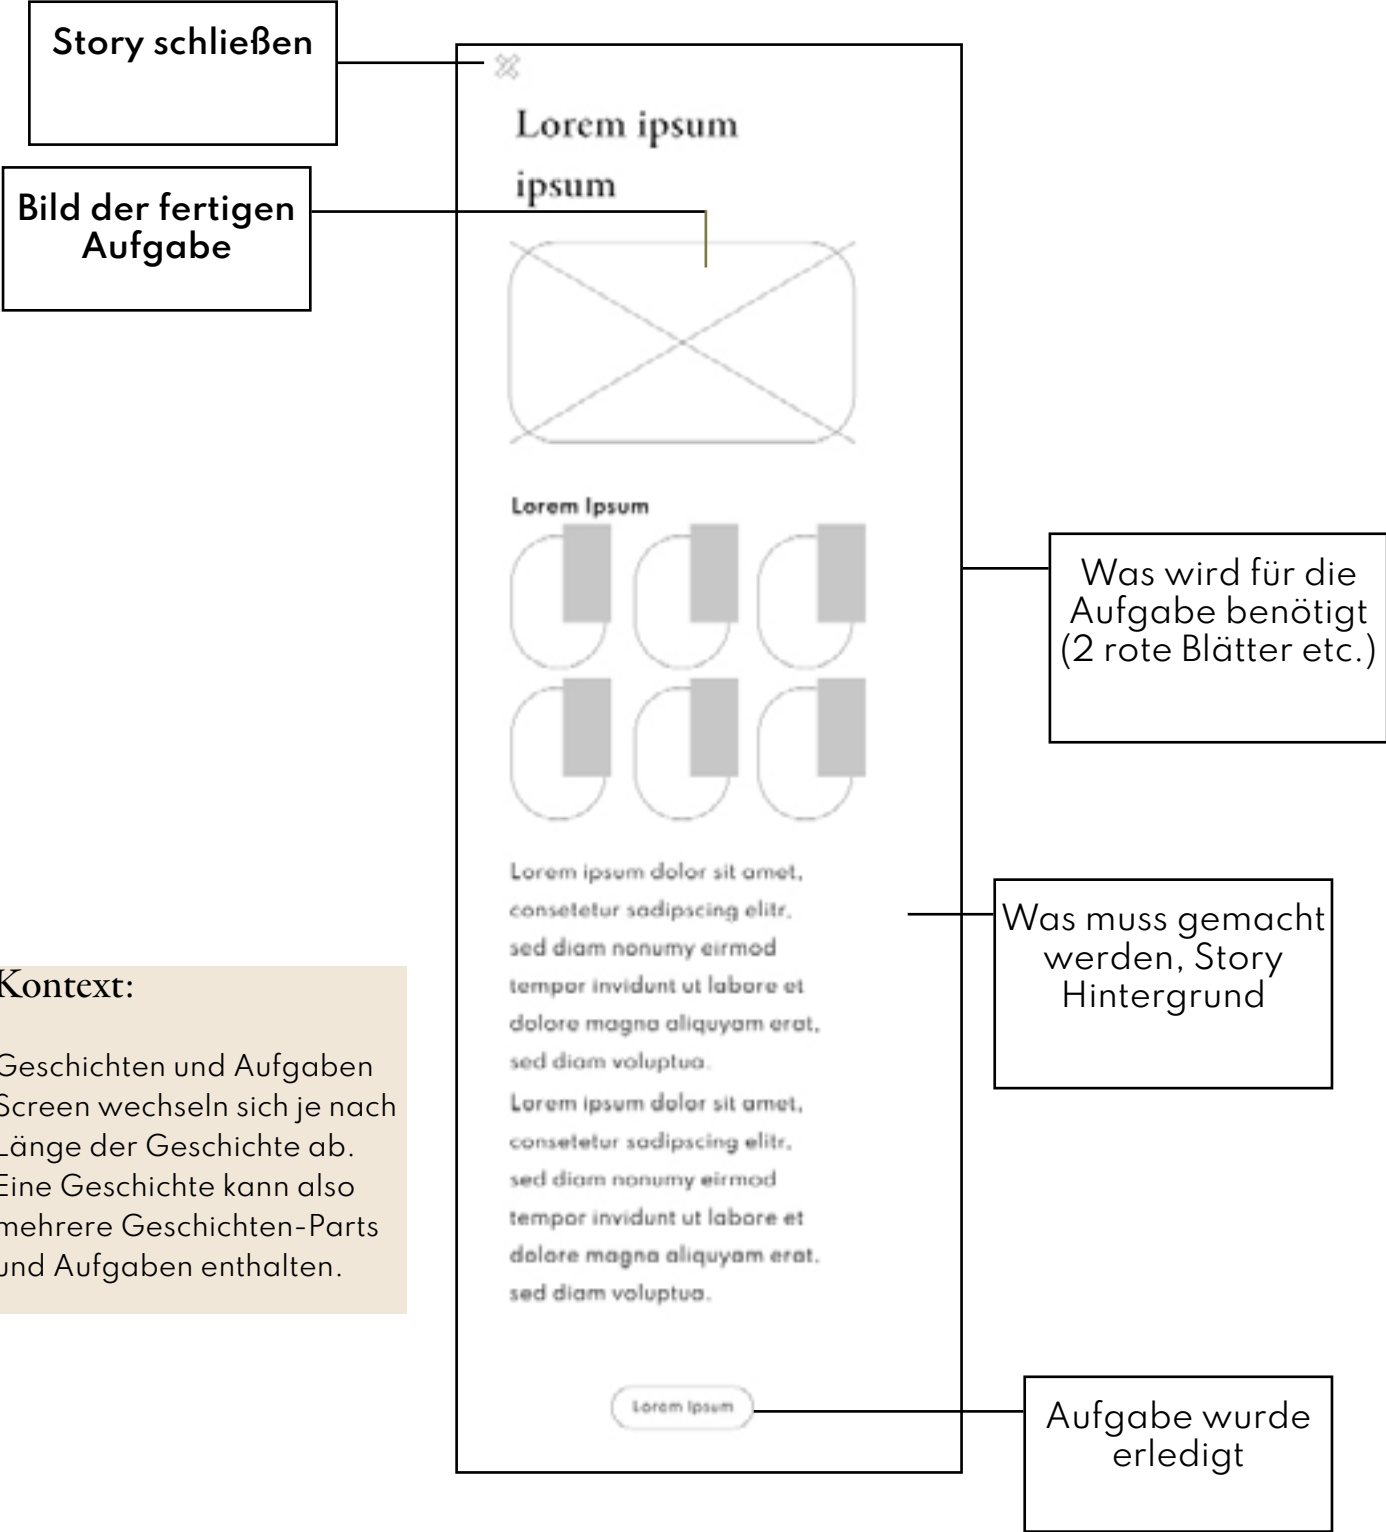 Story schließen
Bild der fertigen
Aufgabe
Lorem ipsum
ipsum
Lorem Ipsum
Was wird für die
Aufgabe benötigt
(2 rote Blätter etc.)
Lorem ipsum dolor sit amet,
consetetur sadipscing elitr,
sed diam nonumy eirmod
tempor invidunt ut labore et
dolore magna aliquyam erat,
sed diam voluptua.
Lorem ipsum dolor sit amet,
consetetur sadipscing elitr,
sed diam nonumy eirmod
tempor invidunt ut labore et
dolore magna aliquyam erat,
sed diam voluptua.
Was muss gemacht
werden, Story
Hintergrund
Kontext:
Geschichten und Aufgaben
Screen wechseln sich je nach
Länge der Geschichte ab.
Eine Geschichte kann also
mehrere Geschichten-Parts
und Aufgaben enthalten.
Lorem Ipsum
Aufgabe wurde
erledigt